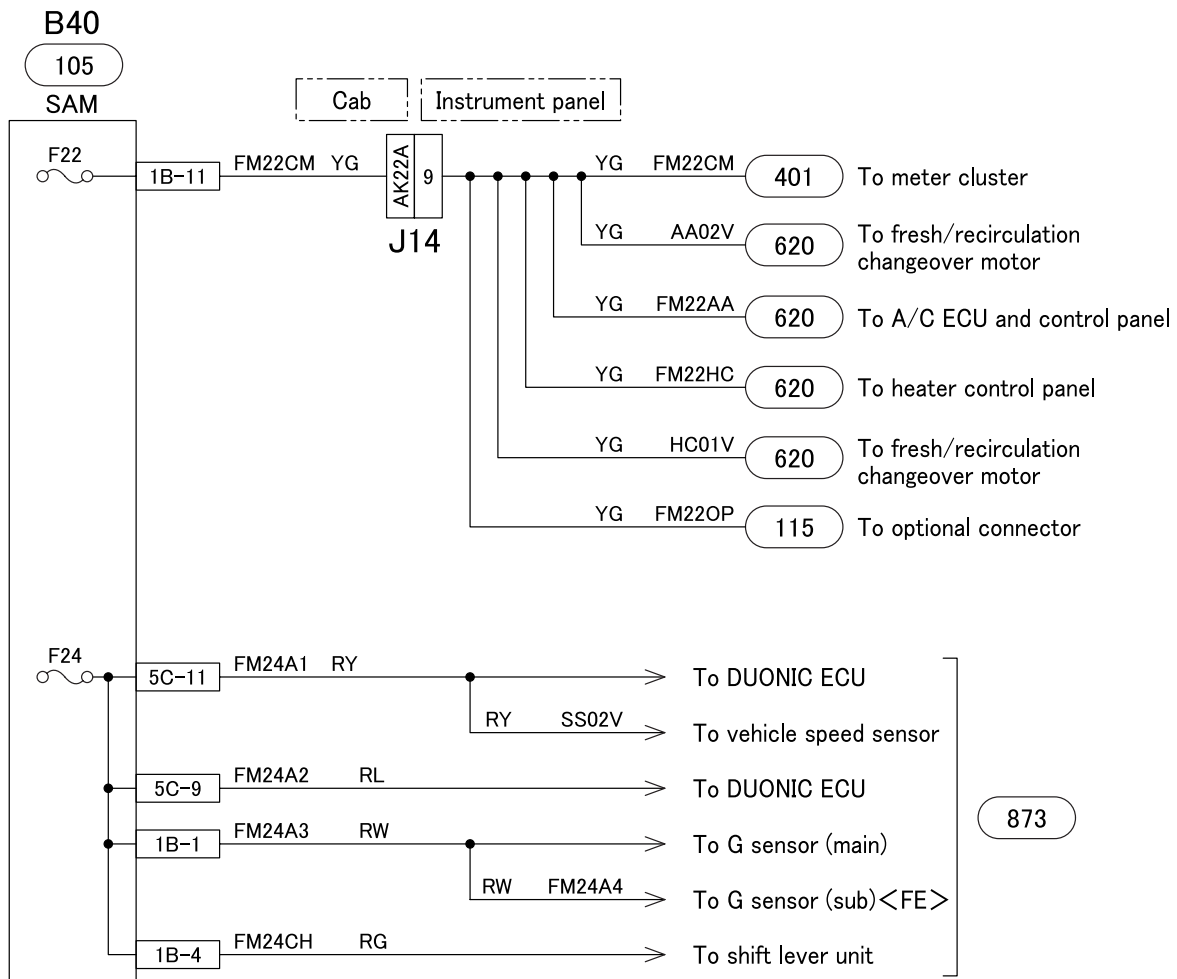 B40
105
SAM
Cab
Instrument panel
F22
1B-11
FM22CM YG
AK22A
9
J14
YG FM22CM
401
To meter cluster
YG AA02V
620
To fresh/recirculation
changeover motor
YG FM22AA
620
To A/C ECU and control panel
YG FM22HC
620
To heater control panel
YG HC01V
620
To fresh/recirculation
changeover motor
YG FM22OP
115
To optional connector
F24
5C-11
FM24A1 RY
To DUONIC ECU
RY SS02V
To vehicle speed sensor
5C-9
FM24A2 RL
To DUONIC ECU
873
1B-1
FM24A3 RW
To G sensor (main)
RW FM24A4
To G sensor (sub)<FE>
1B-4
FM24CH RG
To shift lever unit